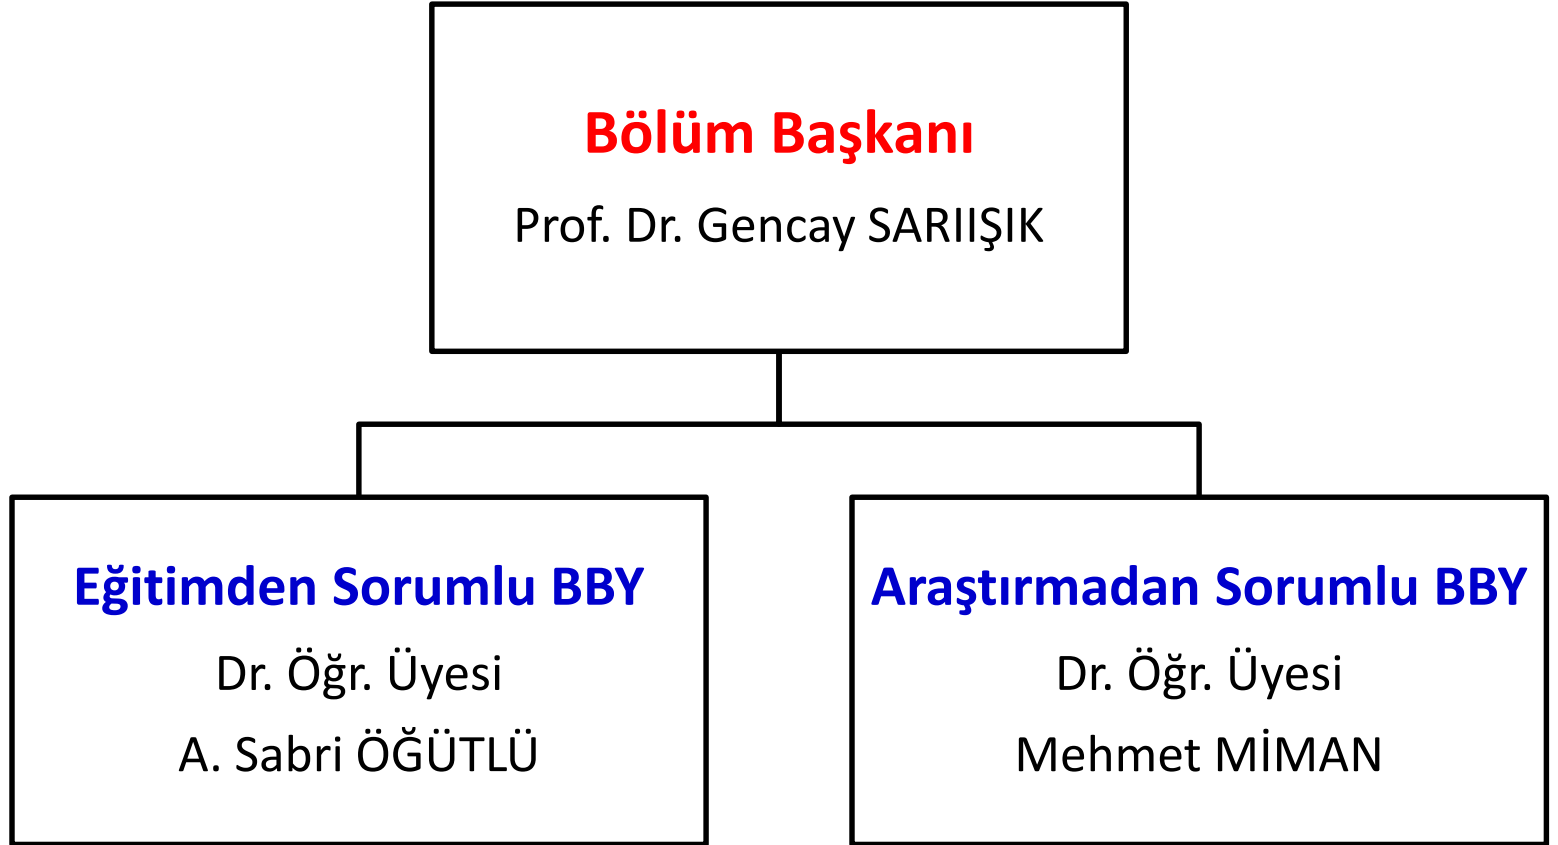 Bölüm Başkanı
Prof. Dr. Gencay SARIIŞIK
Eğitimden Sorumlu BBY
Dr. Öğr. Üyesi
A. Sabri ÖĞÜTLÜ
Araştırmadan Sorumlu BBY
Dr. Öğr. Üyesi
Mehmet MİMAN